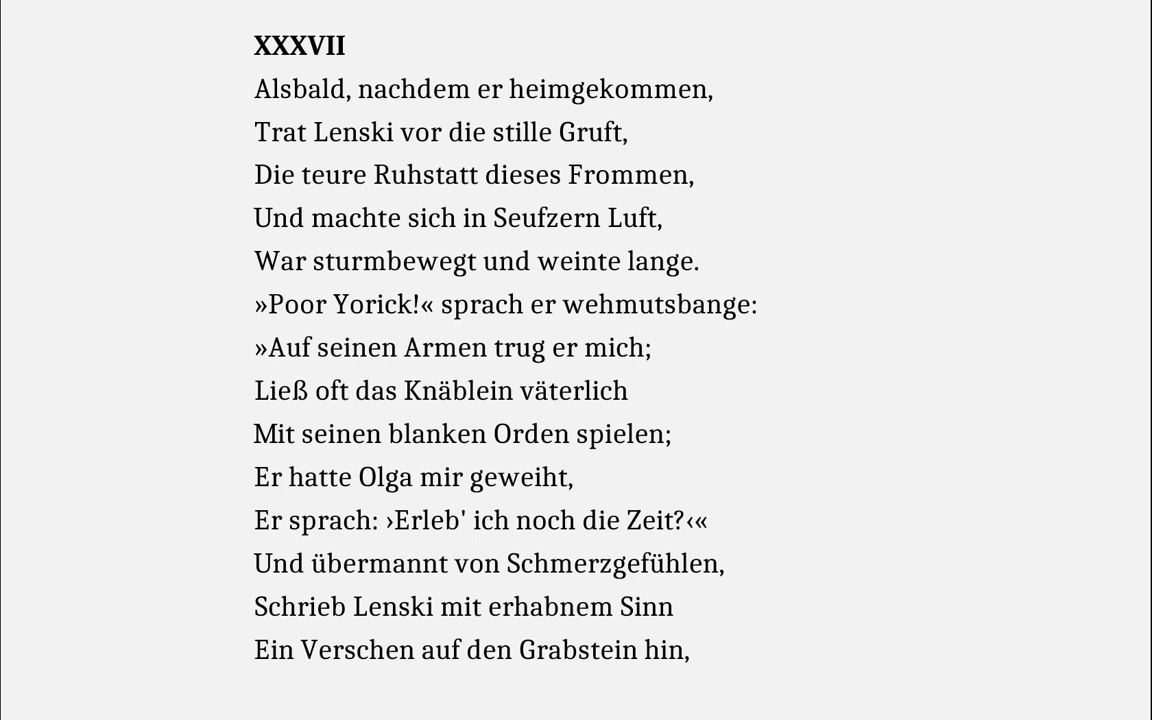 XXXVII
Alsbald, nachdem er heimgekommen,
Trat Lenski vor die stille Gruft,
Die teure Ruhstatt dieses Frommen,
Und machte sich in Seufzern Luft,
War sturmbewegt und weinte lange.
»Poor Yorick!« sprach er wehmutsbange:
»Auf seinen Armen trug er mich;
Ließ oft das Knäblein väterlich
Mit seinen blanken Orden spielen;
Er hatte Olga mir geweiht,
Er sprach: ›Erleb' ich noch die Zeit?‹«
Und übermannt von Schmerzgefühlen,
Schrieb Lenski mit erhabnem Sinn
Ein Verschen auf den Grabstein hin,